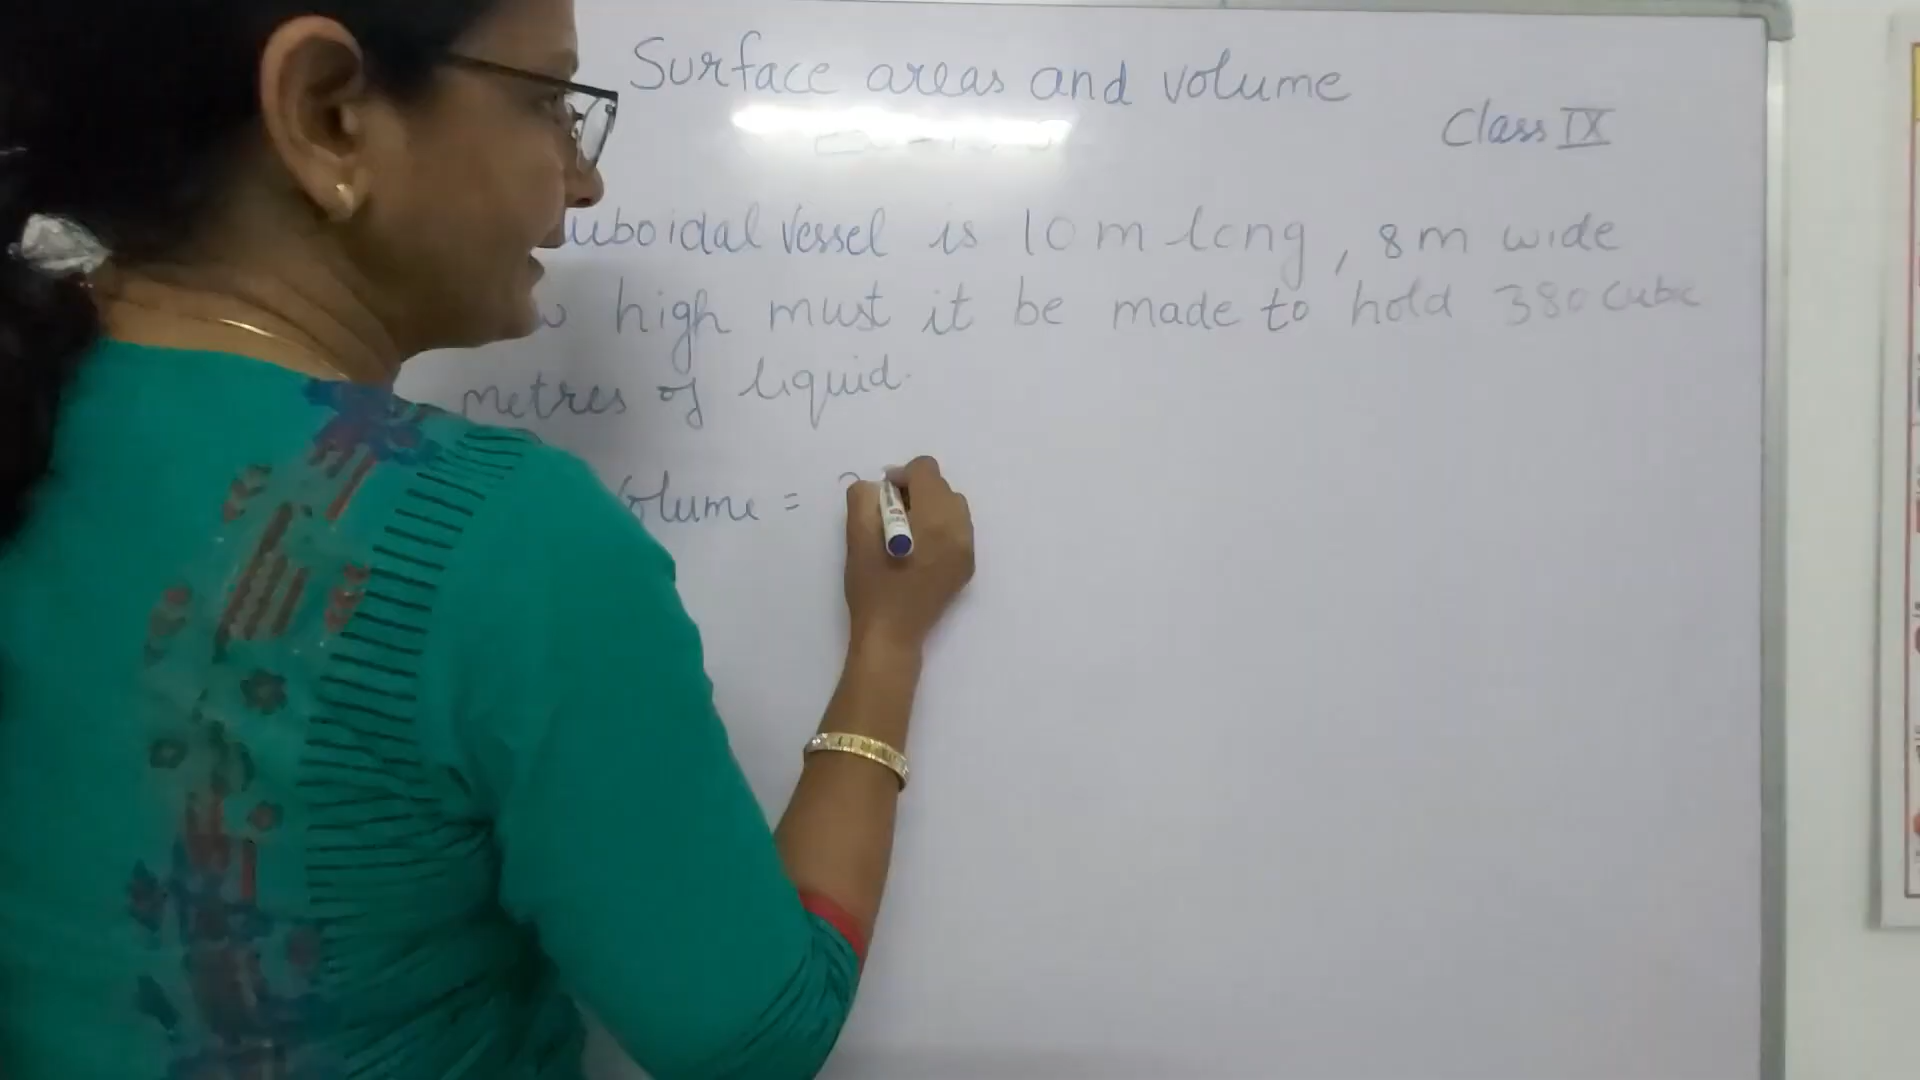 Surface areas and volume
Class IX
uboidal Vessel is 10 m long, 8 m wide
high must it be made to hold 380 cubic
metres of liquid.
Volume =